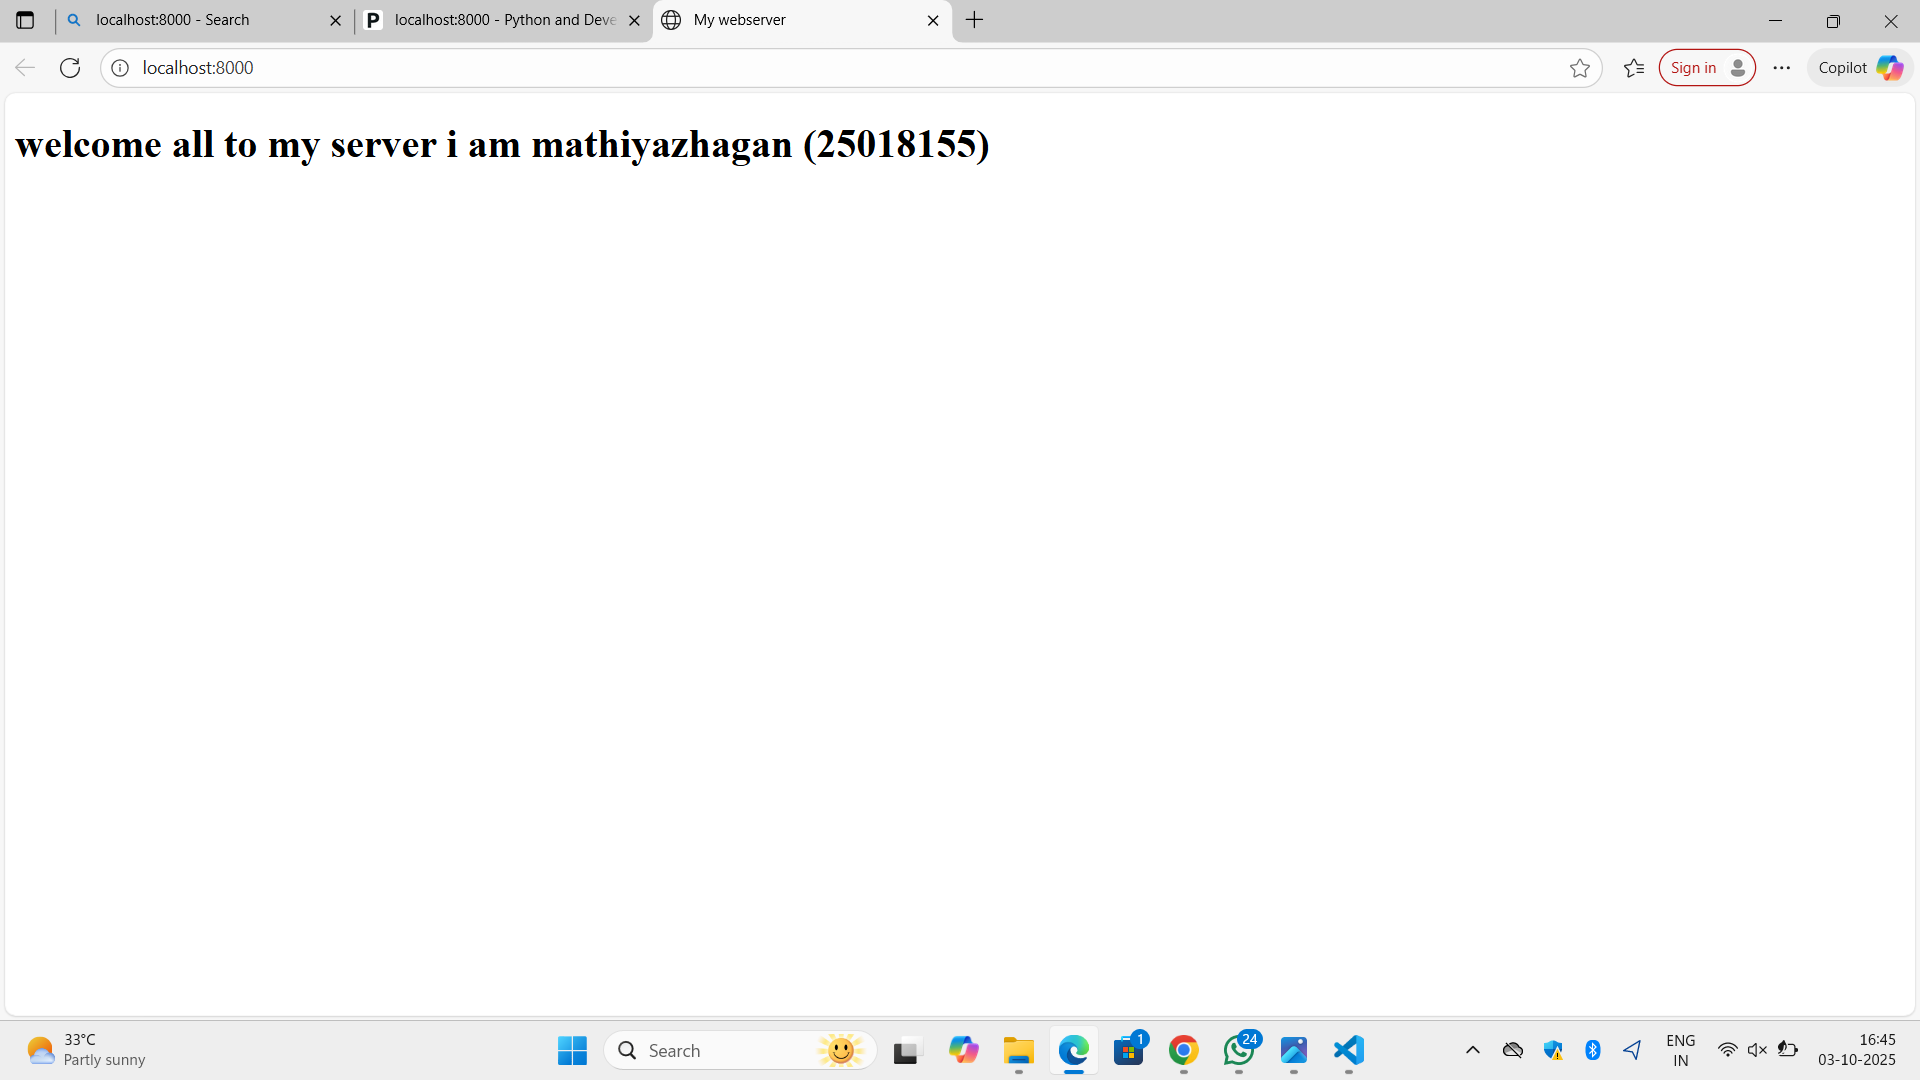 localhost:8000 - Search
localhost:8000 - Python and Deve
My webserver
localhost:8000
Sign in
Copilot
welcome all to my server i am mathiyazhagan (25018155)
33°C
Partly sunny
Search
1
24
ENG
IN
16:45
03-10-2025